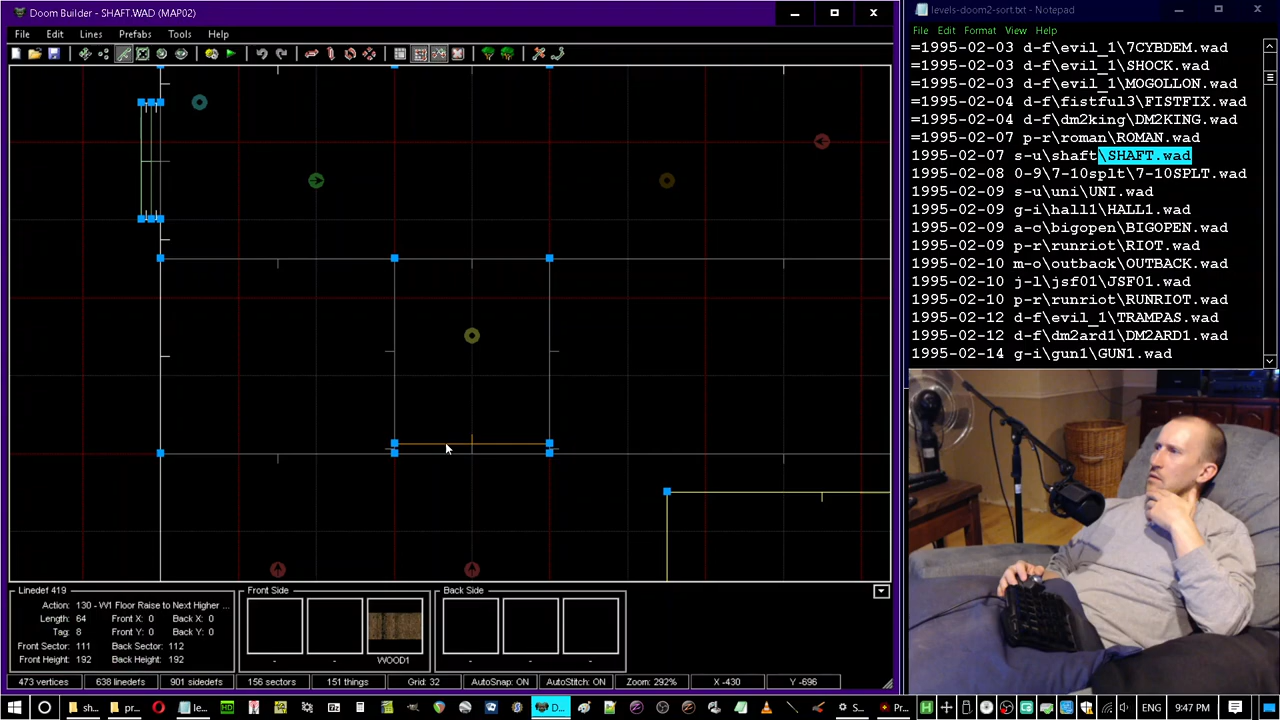 Doom Builder - SHAFT.WAD (MAP02)
File Edit Lines Prefabs Tools Help
Linedef 419
Action: 130 - W1 Floor Raise to Next Higher ...
Length: 64 Front X: 0 Back X: 0
Tag: 8 Front Y: 0 Back Y: 0
Front Sector: 111 Back Sector: 112
Front Height: 192 Back Height: 192
Front Side
- - WOOD1
Back Side
- - -
473 vertices 638 linedefs 901 sidedefs 156 sectors 151 things Grid: 32 AutoSnap: ON AutoStitch: ON Zoom: 292% X -430 Y -696
levels-doom2-sort.txt - Notepad
File Edit Format View Help
=1995-02-03 d-f\evil_1\7CYBDEM.wad
=1995-02-03 d-f\evil_1\SHOCK.wad
=1995-02-03 d-f\evil_1\MOGOLLON.wad
=1995-02-04 d-f\fistful3\FISTFIX.wad
=1995-02-04 d-f\dm2king\DM2KING.wad
=1995-02-07 p-r\roman\ROMAN.wad
1995-02-07 s-u\shaft\SHAFT.wad
1995-02-08 0-9\7-10splt\7-10SPLT.wad
1995-02-09 s-u\uni\UNI.wad
1995-02-09 g-i\hall1\HALL1.wad
1995-02-09 a-c\bigopen\BIGOPEN.wad
1995-02-09 p-r\runriot\RIOT.wad
1995-02-10 m-o\outback\OUTBACK.wad
1995-02-10 j-l\jsf01\JSF01.wad
1995-02-10 p-r\runriot\RUNRIOT.wad
1995-02-12 d-f\evil_1\TRAMPAS.wad
1995-02-12 d-f\dm2ard1\DM2ARD1.wad
1995-02-14 g-i\gun1\GUN1.wad
sh... pr... le... D... S... Pr... ENG 9:47 PM